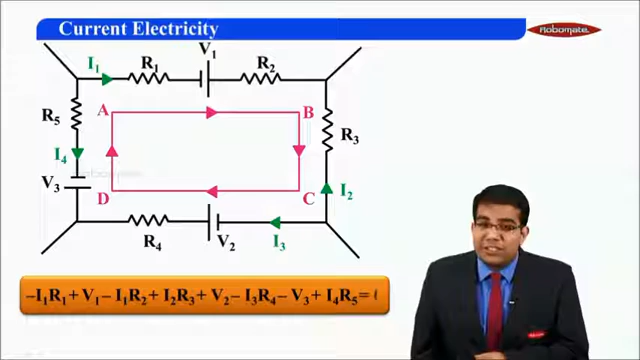 Current Electricity
Robomate+
V1
I1 R1 R2
A B
R5 R3
I4
V3 I2
D C
R4 V2 I3
–I1R1 + V1 – I1R2 + I2R3 + V2 – I3R4 – V3 + I4R5 =